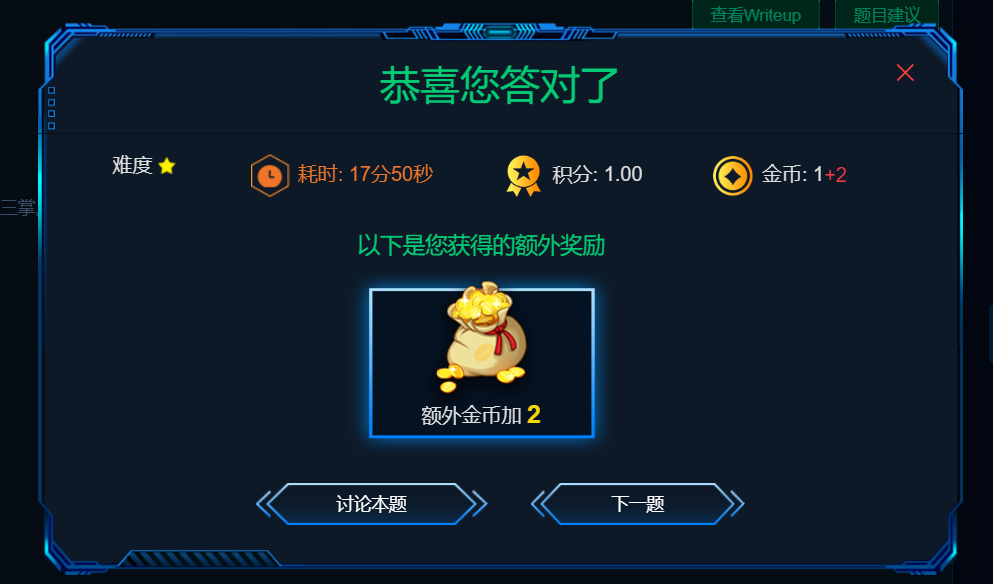 查看Writeup 题目建议
恭喜您答对了
难度 耗时: 17分50秒 积分: 1.00 金币: 1+2
三掌
以下是您获得的额外奖励
额外金币加 2
讨论本题 下一题